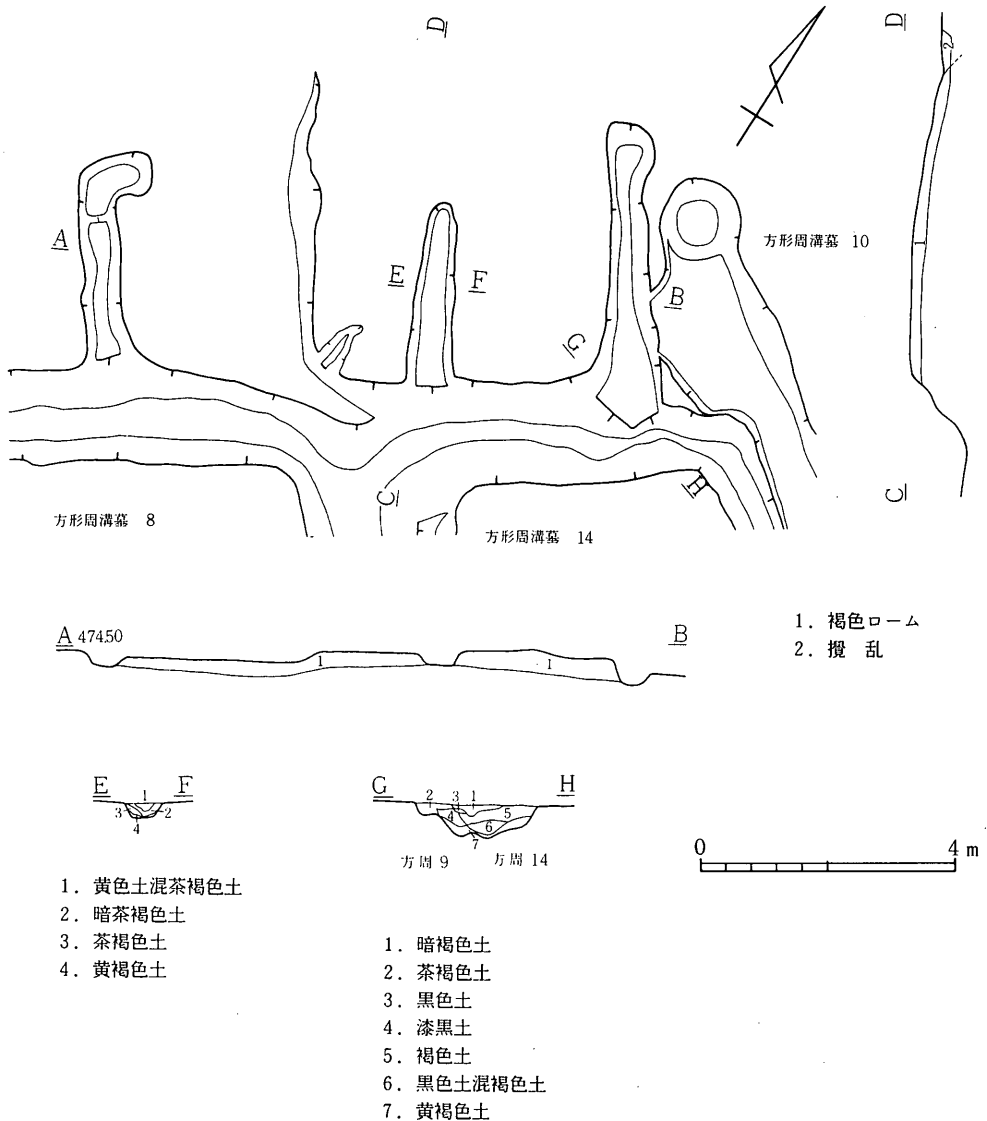 D
D
2
A
E
F
B
G
方形周溝墓 10
1
C
H
C
方形周溝墓 8
方形周溝墓 14
A 474.50
B
1
1
1. 褐色ローム
2. 攪乱
E F
1
3 2
4
G H
2 3 1
4 5
6
7
方周 9 方周 14
0 4m
1. 黄色土混茶褐色土
2. 暗茶褐色土
3. 茶褐色土
4. 黄褐色土
1. 暗褐色土
2. 茶褐色土
3. 黒色土
4. 漆黒土
5. 褐色土
6. 黒色土混褐色土
7. 黄褐色土